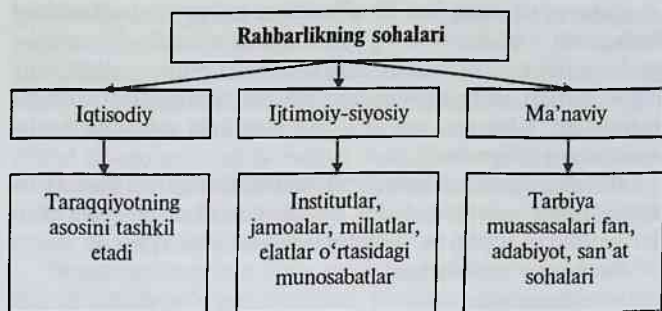 Rahbarlikning sohalari
Iqtisodiy
Ijtimoiy-siyosiy
Ma'naviy
Taraqqiyotning
asosini tashkil
etadi
Institutlar,
jamoalar, millatlar,
elatlar o‘rtasidagi
munosabatlar
Tarbiya
muassasalari fan,
adabiyot, san’at
sohalari